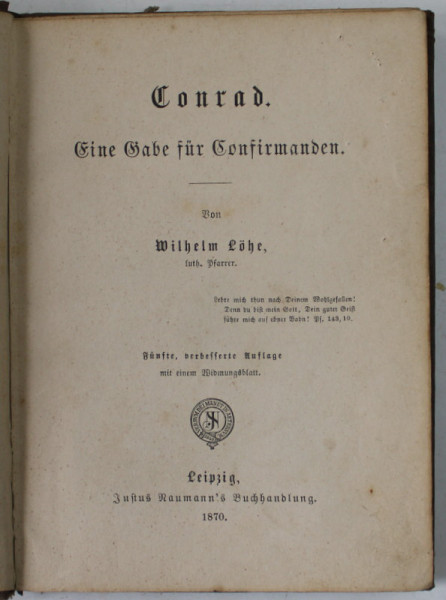 Conrad.
Eine Gabe für Confirmanden.
Von
Wilhelm Löhe,
luth. Pfarrer.
Lehre mich thun nach Deinem Wohlgefallen:
Denn du bist mein Gott, Dein guter Geist
führe mich auf ebner Bahn! Ps. 143, 10.
Fünfte, verbesserte Auflage
mit einem Widmungsblatt.
Leipzig,
Justus Naumann's Buchhandlung.
1870.